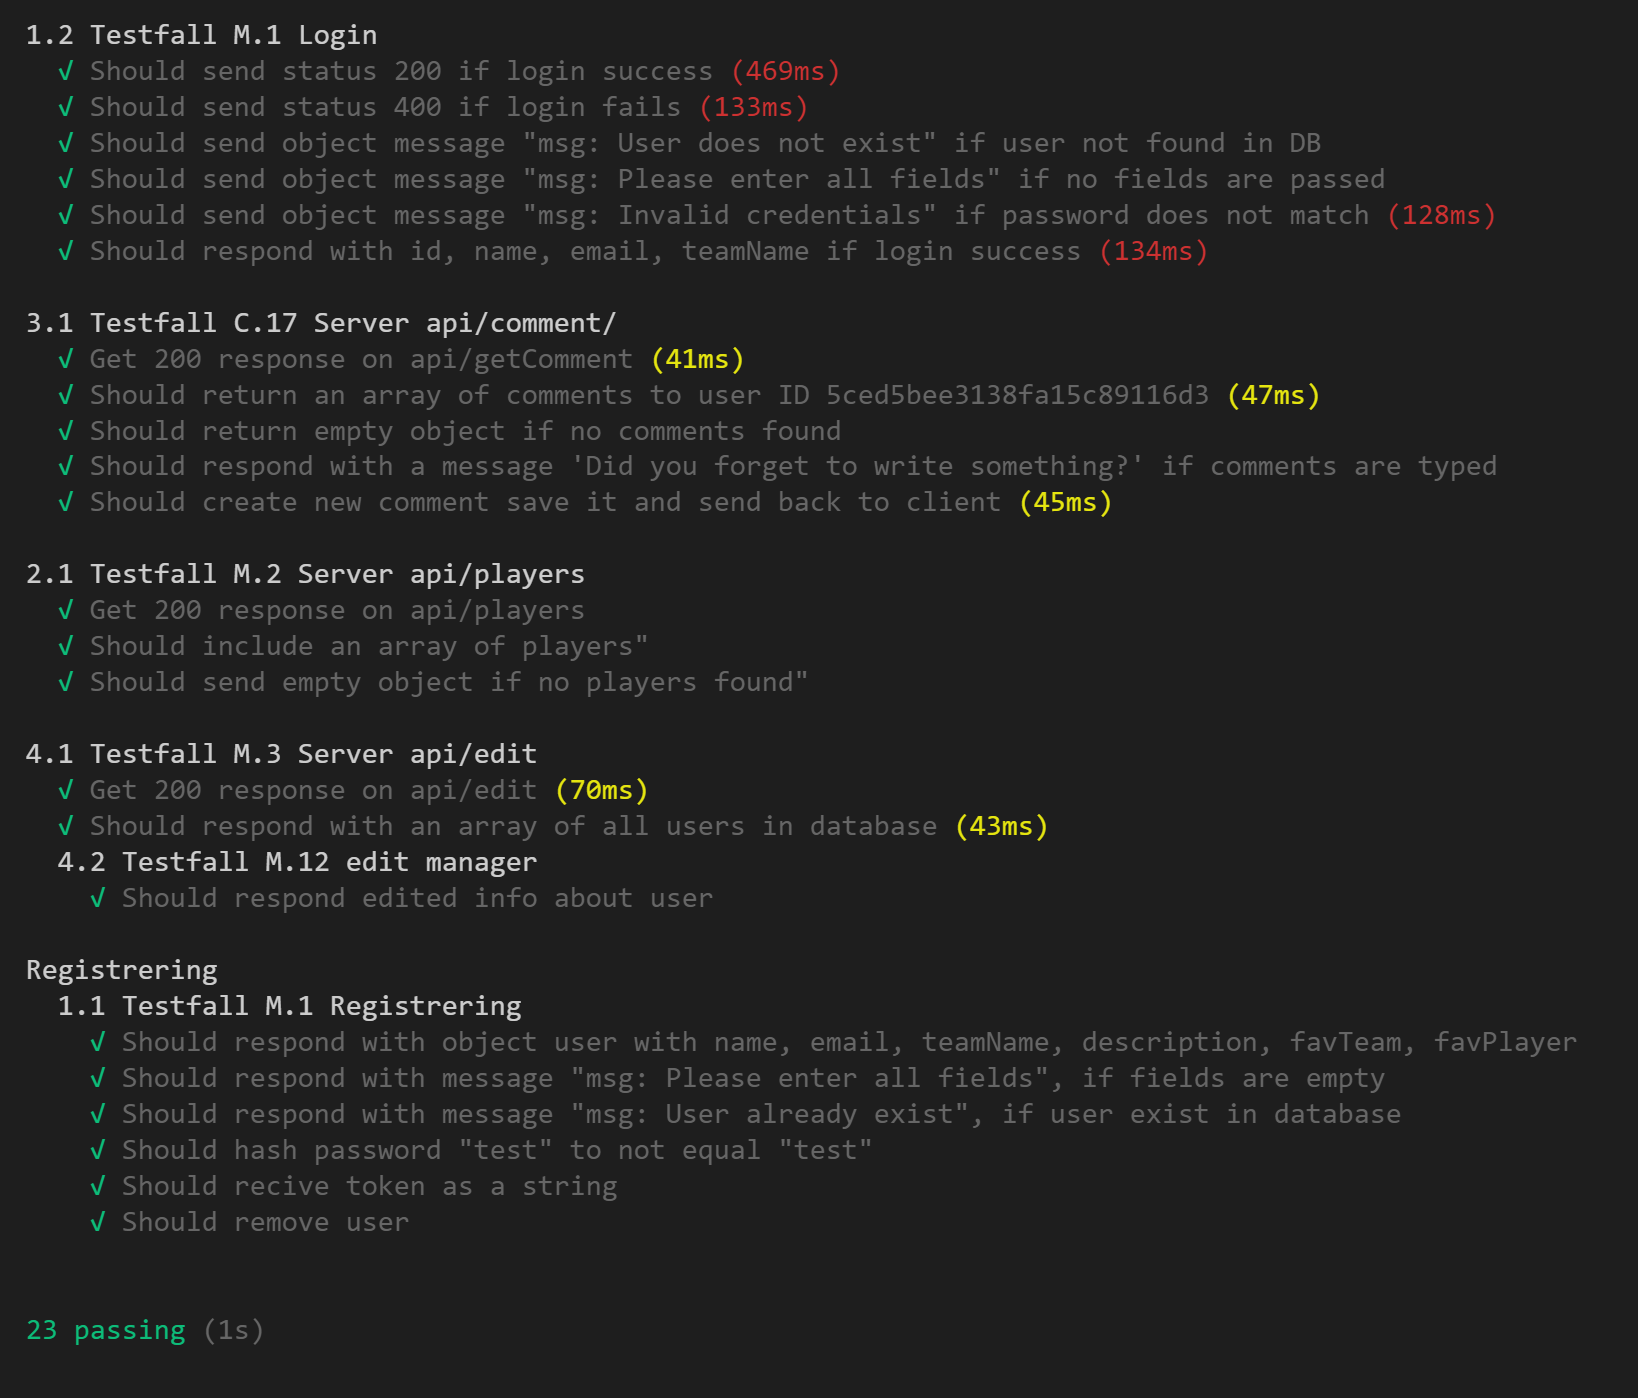 1.2 Testfall M.1 Login
√ Should send status 200 if login success (469ms)
√ Should send status 400 if login fails (133ms)
√ Should send object message "msg: User does not exist" if user not found in DB
√ Should send object message "msg: Please enter all fields" if no fields are passed
√ Should send object message "msg: Invalid credentials" if password does not match (128ms)
√ Should respond with id, name, email, teamName if login success (134ms)
3.1 Testfall C.17 Server api/comment/
√ Get 200 response on api/getComment (41ms)
√ Should return an array of comments to user ID 5ced5bee3138fa15c89116d3 (47ms)
√ Should return empty object if no comments found
√ Should respond with a message 'Did you forget to write something?' if comments are typed
√ Should create new comment save it and send back to client (45ms)
2.1 Testfall M.2 Server api/players
√ Get 200 response on api/players
√ Should include an array of players"
√ Should send empty object if no players found"
4.1 Testfall M.3 Server api/edit
√ Get 200 response on api/edit (70ms)
√ Should respond with an array of all users in database (43ms)
4.2 Testfall M.12 edit manager
√ Should respond edited info about user
Registrering
1.1 Testfall M.1 Registrering
√ Should respond with object user with name, email, teamName, description, favTeam, favPlayer
√ Should respond with message "msg: Please enter all fields", if fields are empty
√ Should respond with message "msg: User already exist", if user exist in database
√ Should hash password "test" to not equal "test"
√ Should recive token as a string
√ Should remove user
23 passing (1s)